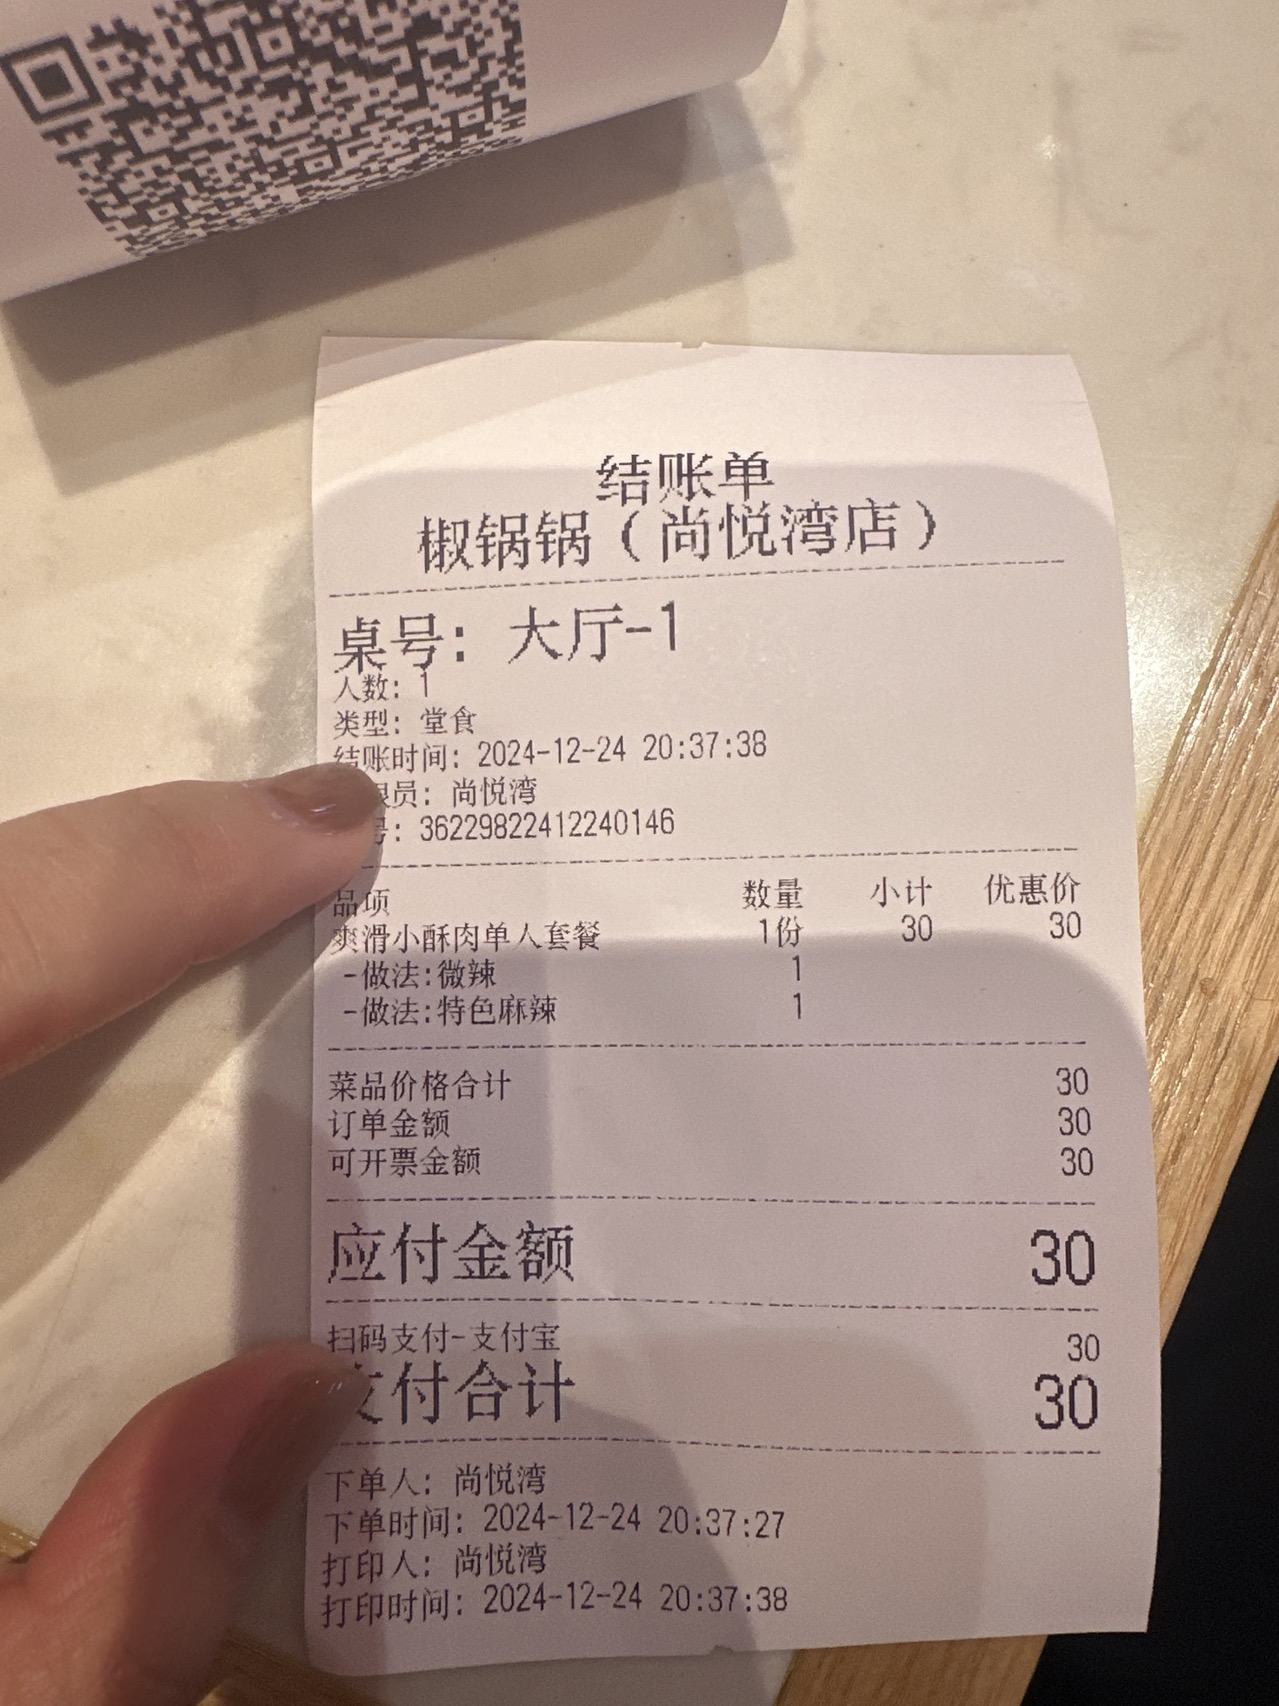 结账单
椒锅锅（尚悦湾店）
桌号：大厅-1
人数：1
类型：堂食
结账时间：2024-12-24 20:37:38
员：尚悦湾
号：36229822412240146
品项 数量 小计 优惠价
爽滑小酥肉单人套餐 1份 30 30
-做法:微辣 1
-做法:特色麻辣 1
菜品价格合计 30
订单金额 30
可开票金额 30
应付金额 30
扫码支付-支付宝 30
支付合计 30
下单人：尚悦湾
下单时间：2024-12-24 20:37:27
打印人：尚悦湾
打印时间：2024-12-24 20:37:38